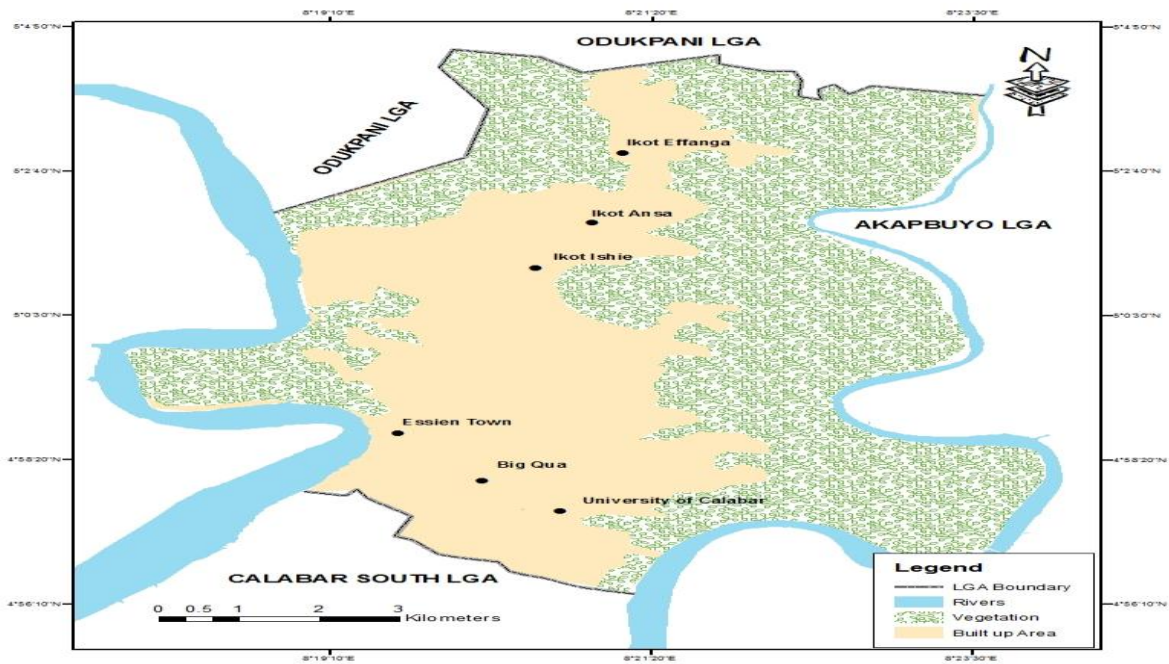 8°19'10"E 8°21'20"E 8°23'30"E
5°4'50"N 5°4'50"N
ODUKPANI LGA
N
ODUKPANI LGA
Ikot Effanga
5°2'40"N 5°2'40"N
Ikot Ansa
AKAPBUYO LGA
Ikot Ishie
5°0'30"N 5°0'30"N
Essien Town
4°58'20"N 4°58'20"N
Big Qua
University of Calabar
CALABAR SOUTH LGA
Legend
LGA Boundary
Rivers
Vegetation
Built up Area
4°56'10"N 4°56'10"N
0 0.5 1 2 3
Kilometers
8°19'10"E 8°21'20"E 8°23'30"E